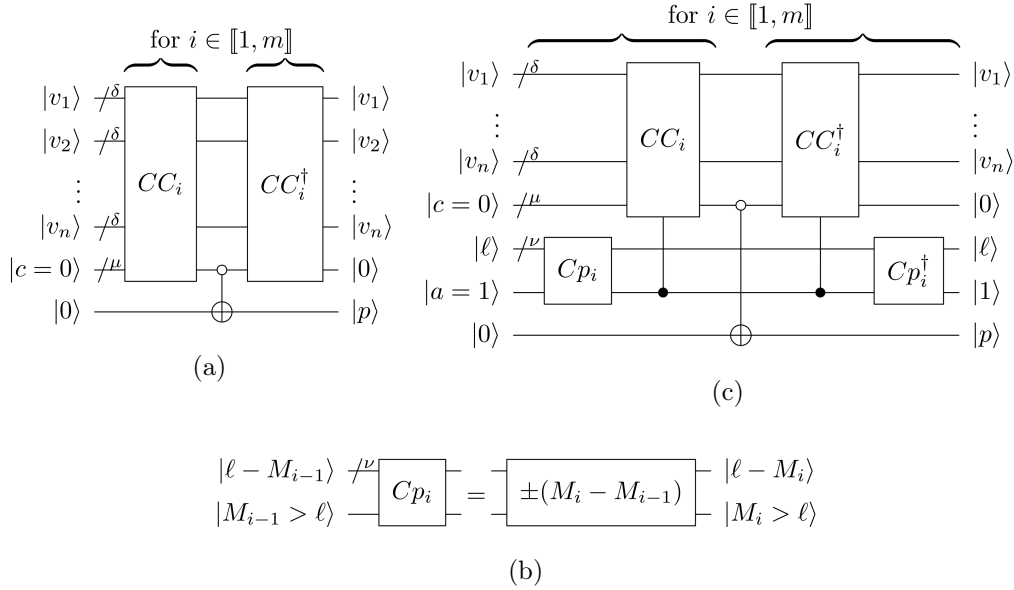 for i ∈ ⟦1, m⟧
|v₁⟩ δ |v₁⟩
|v₂⟩ δ |v₂⟩
⋮ CCᵢ CCᵢ† ⋮
|vₙ⟩ δ |vₙ⟩
|c = 0⟩ μ |0⟩
|0⟩ |p⟩
(a)
for i ∈ ⟦1, m⟧
|v₁⟩ δ |v₁⟩
⋮ CCᵢ CCᵢ† ⋮
|vₙ⟩ δ |vₙ⟩
|c = 0⟩ μ |0⟩
|ℓ⟩ ν |ℓ⟩
Cpᵢ Cpᵢ†
|a = 1⟩ |1⟩
|0⟩ |p⟩
(c)
|ℓ − Mᵢ₋₁⟩ ν |ℓ − Mᵢ⟩
Cpᵢ = ±(Mᵢ − Mᵢ₋₁)
|Mᵢ₋₁ > ℓ⟩ |Mᵢ > ℓ⟩
(b)